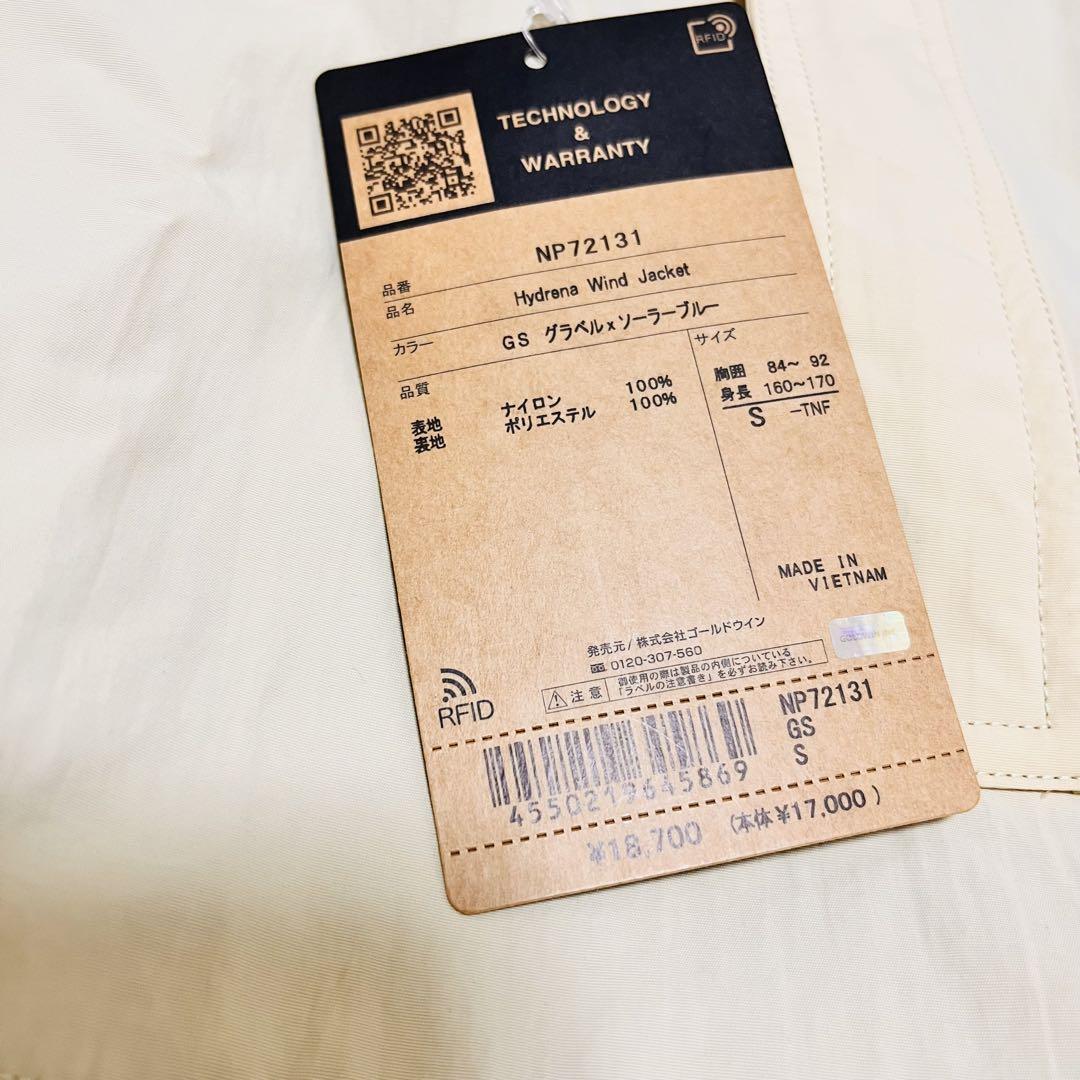 RFID
TECHNOLOGY
&
WARRANTY
品番 NP72131
品名 Hydrena Wind Jacket
カラー GS グラベル×ソーラーブルー
品質
表地 ナイロン 100%
裏地 ポリエステル 100%
サイズ
胸囲 84～ 92
身長 160～170
S -TNF
MADE IN
VIETNAM
発売元/株式会社ゴールドウイン
0120-307-560
注意 御使用の際は製品の内側についている
「ラベルの注意書き」を必ずお読み下さい。
GOLDWIN INC.
RFID
NP72131
GS
S
4550219645869
¥18,700 (本体¥17,000)